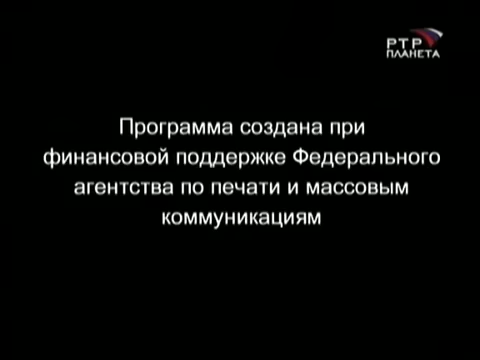 РТР
ПЛАНЕТА
Программа создана при
финансовой поддержке Федерального
агентства по печати и массовым
коммуникациям